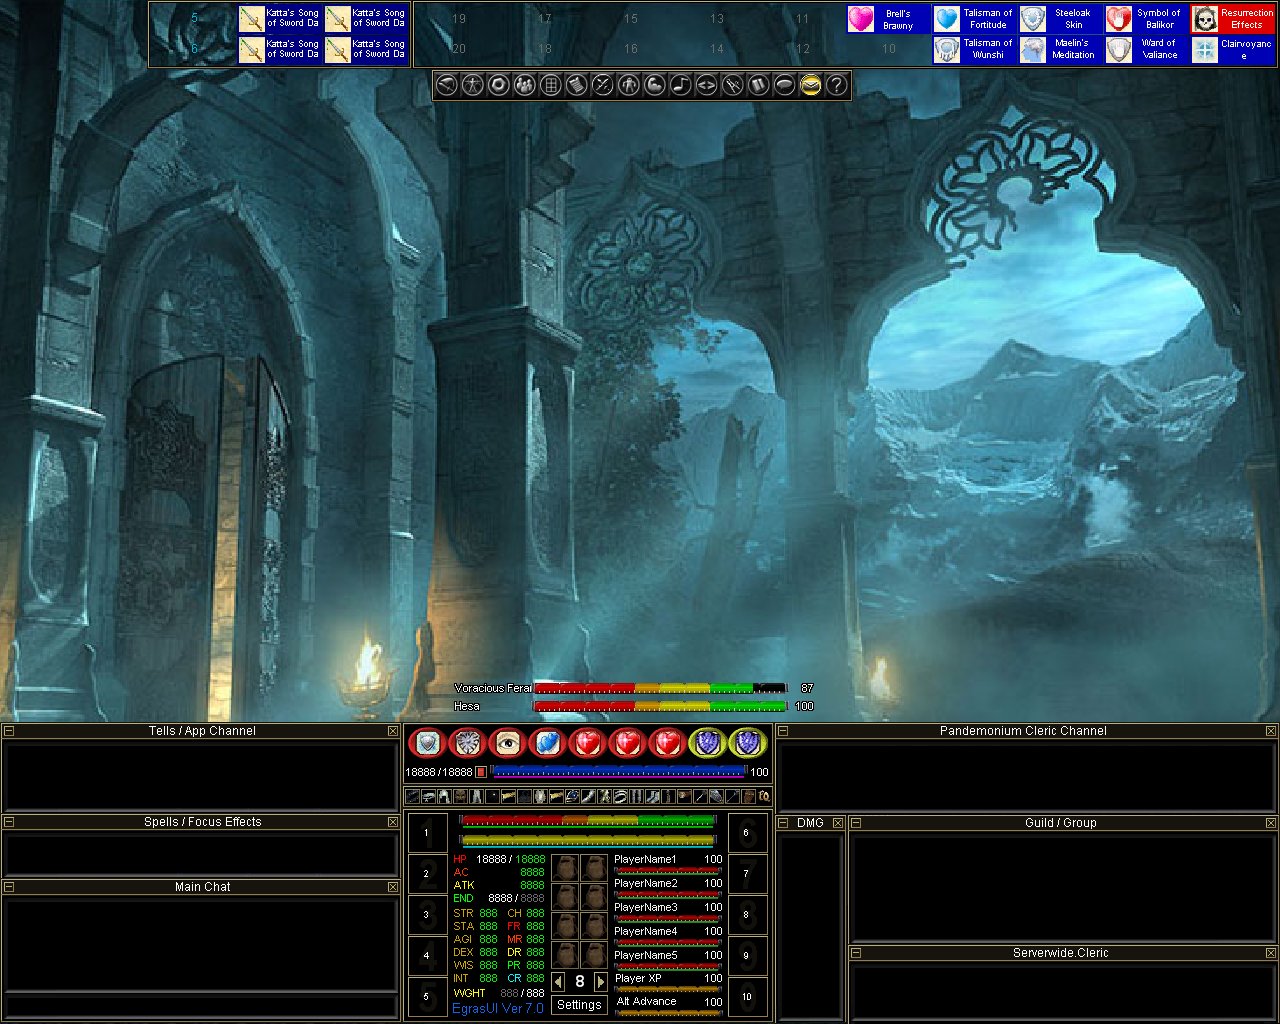 5
6
Katta's Song of Sword Da
Katta's Song of Sword Da
Katta's Song of Sword Da
Katta's Song of Sword Da
19 17 15 13 11
20 18 16 14 12 10
Brell's Brawny
Talisman of Fortitude
Steeloak Skin
Symbol of Balikor
Resurrection Effects
Talisman of Wunshi
Maelin's Meditation
Ward of Valiance
Clairvoyanc e
Voracious Feral 87
Hesa 100
Tells / App Channel
Spells / Focus Effects
Main Chat
18888 / 18888 100
1
2
3
4
5
HP 18888 / 18888
AC 8888
ATK 8888
END 8888 / 8888
STR 888 CH 888
STA 888 FR 888
AGI 888 MR 888
DEX 888 DR 888
WIS 888 PR 888
INT 888 CR 888
WGHT 888 / 888
EgrasUI Ver 7.0
8
Settings
PlayerName1 100
PlayerName2 100
PlayerName3 100
PlayerName4 100
PlayerName5 100
Player XP 100
Alt Advance 100
6
7
8
9
10
Pandemonium Cleric Channel
DMG
Guild / Group
Serverwide.Cleric